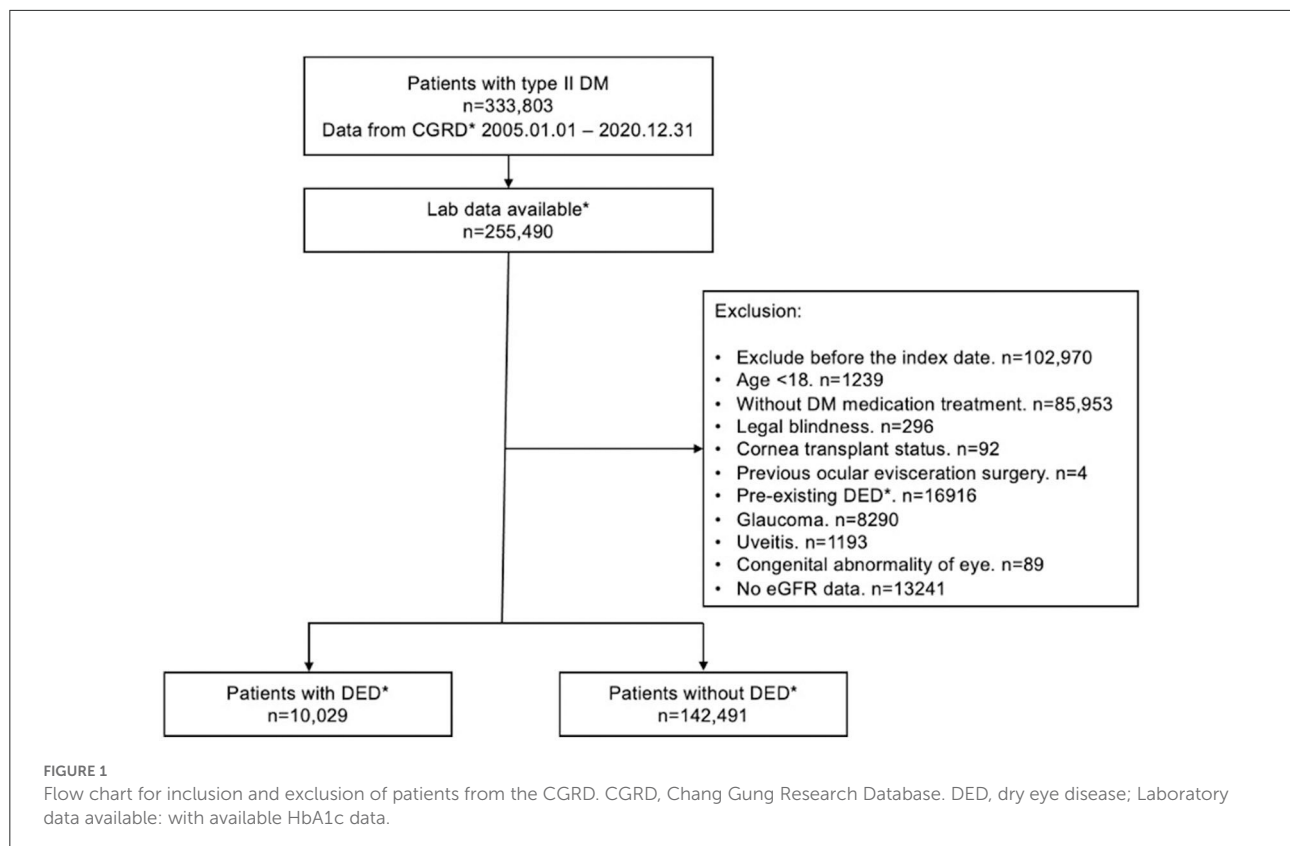 Patients with type II DM
n=333,803
Data from CGRD* 2005.01.01 – 2020.12.31
Lab data available*
n=255,490
Exclusion:
• Exclude before the index date. n=102,970
• Age <18. n=1239
• Without DM medication treatment. n=85,953
• Legal blindness. n=296
• Cornea transplant status. n=92
• Previous ocular evisceration surgery. n=4
• Pre-existing DED*. n=16916
• Glaucoma. n=8290
• Uveitis. n=1193
• Congenital abnormality of eye. n=89
• No eGFR data. n=13241
Patients with DED*
n=10,029
Patients without DED*
n=142,491
FIGURE 1
Flow chart for inclusion and exclusion of patients from the CGRD. CGRD, Chang Gung Research Database. DED, dry eye disease; Laboratory
data available: with available HbA1c data.